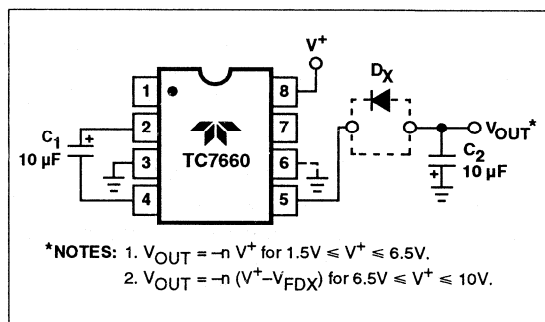 V+
DX
1
8
2
7
C1
+
10 µF
3
TC7660
6
4
5
VOUT*
C2
+
10 µF
*NOTES: 1. VOUT = –n V+ for 1.5V ≤ V+ ≤ 6.5V.
2. VOUT = –n (V+–VFDX) for 6.5V ≤ V+ ≤ 10V.